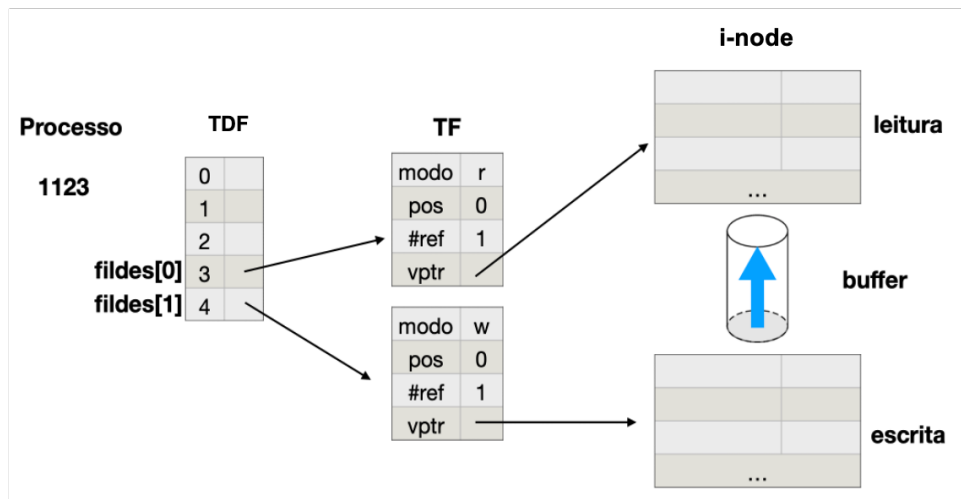 i-node
Processo
TDF
TF
leitura
1123
0
1
2
fildes[0] 3
fildes[1] 4
modo r
pos 0
#ref 1
vptr
...
buffer
modo w
pos 0
#ref 1
vptr
escrita
...